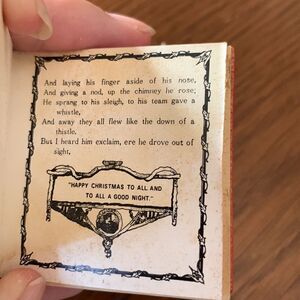 And laying his finger aside of his nose,
And giving a nod, up the chimney he rose;
He sprang to his sleigh, to his team gave a
whistle,
And away they all flew like the down of a
thistle.
But I heard him exclaim, ere he drove out of
sight,
"HAPPY CHRISTMAS TO ALL AND
TO ALL A GOOD NIGHT."